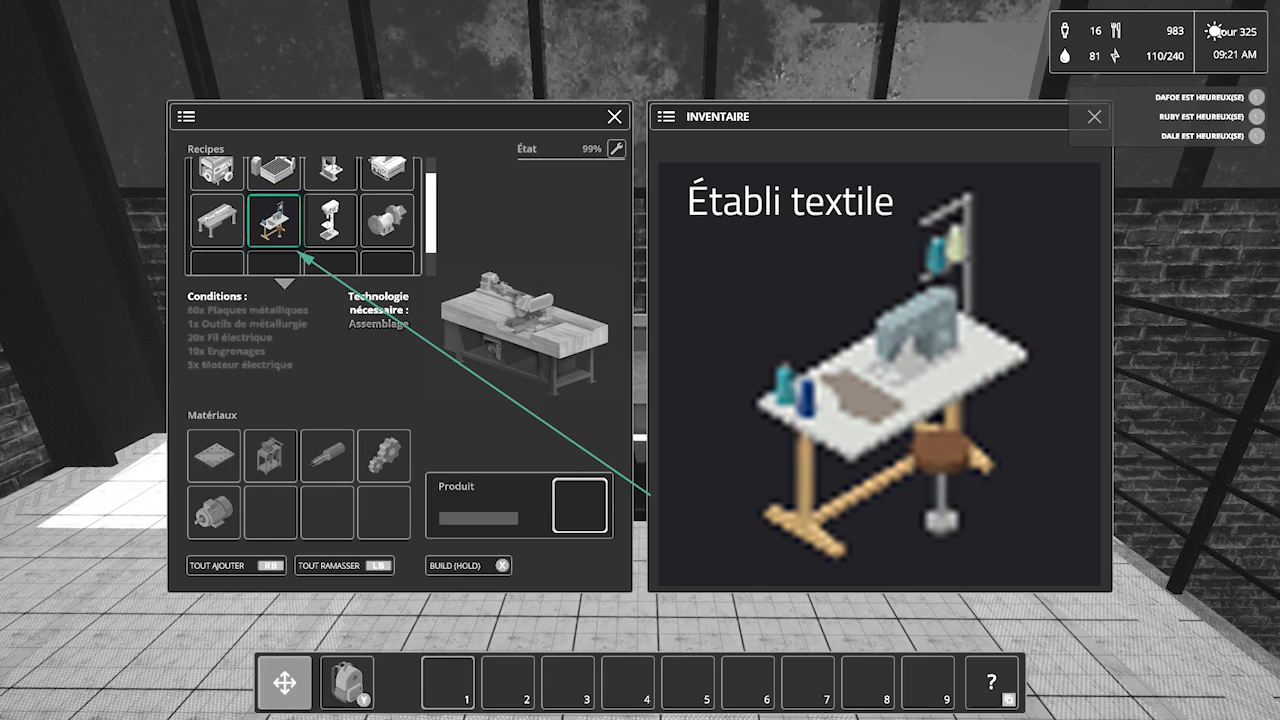 16
983
our 325
81
110/240
09:21 AM
DAFOE EST HEUREUX(SE)
RUBY EST HEUREUX(SE)
DALE EST HEUREUX(SE)
INVENTAIRE
Recipes
État
99%
Établi textile
Conditions :
60x Plaques métalliques
1x Outils de métallurgie
20x Fil électrique
10x Engrenages
5x Moteur électrique
Technologie
nécessaire :
Assemblage
Matériaux
Produit
TOUT AJOUTER RB
TOUT RAMASSER LB
BUILD (HOLD) X
Y
1
2
3
4
5
6
7
8
9
?